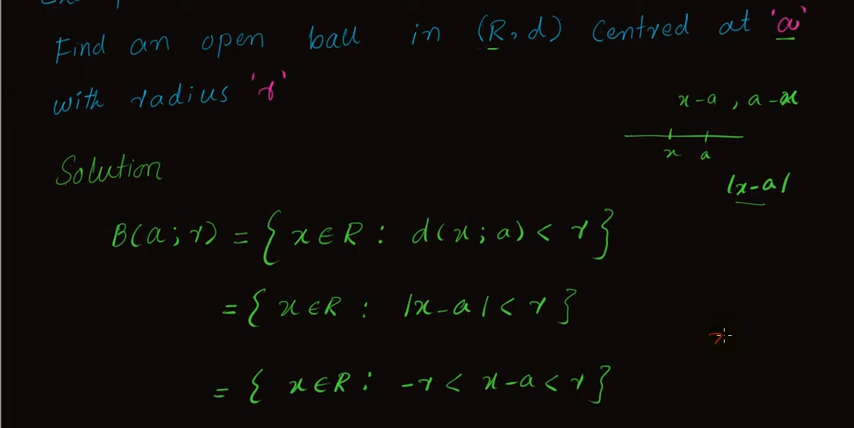 Find an open ball in (R, d) centred at 'a'
with radius 'r'
x-a , a-x
x a
|x-a|
Solution
B(a; r) = { x ∈ R : d(x; a) < r }
= { x ∈ R : |x-a| < r }
= { x ∈ R : -r < x-a < r }